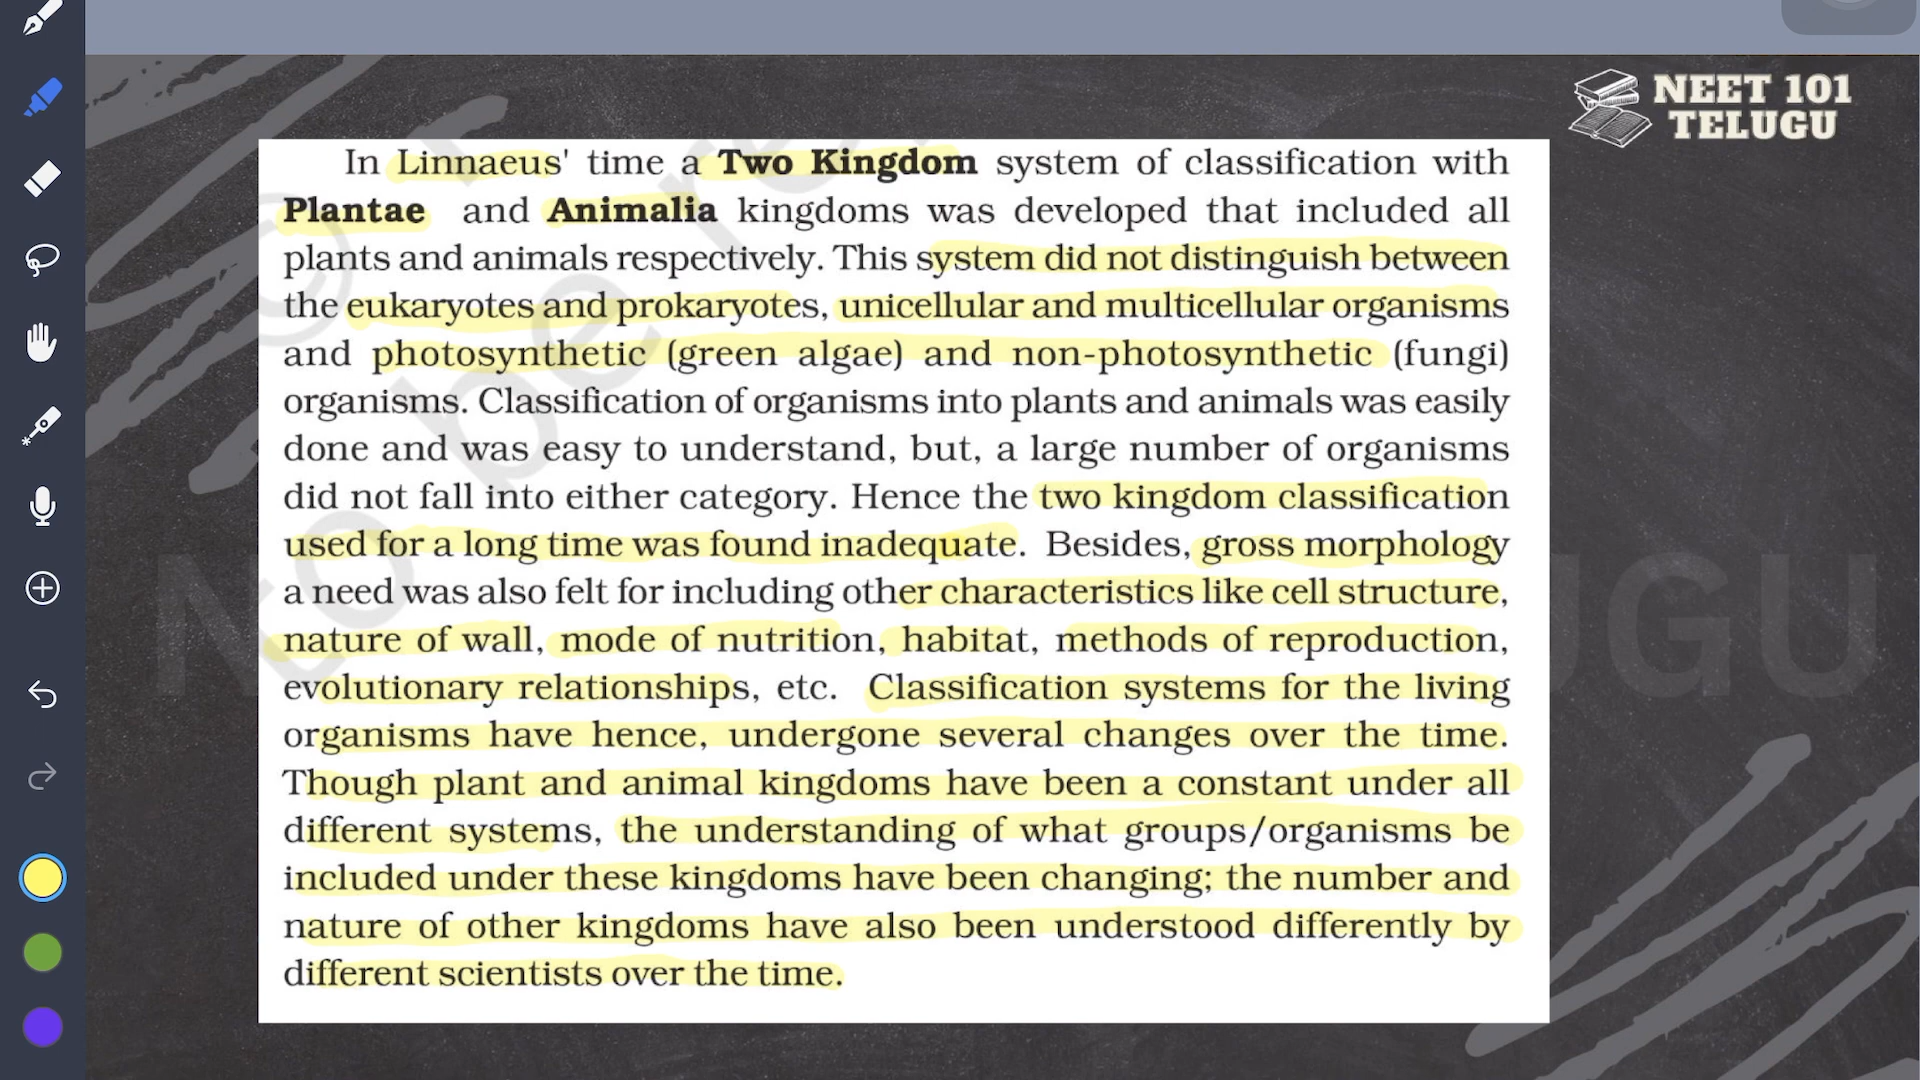 NEET 101
TELUGU
In Linnaeus' time a Two Kingdom system of classification with
Plantae and Animalia kingdoms was developed that included all
plants and animals respectively. This system did not distinguish between
the eukaryotes and prokaryotes, unicellular and multicellular organisms
and photosynthetic (green algae) and non-photosynthetic (fungi)
organisms. Classification of organisms into plants and animals was easily
done and was easy to understand, but, a large number of organisms
did not fall into either category. Hence the two kingdom classification
used for a long time was found inadequate. Besides, gross morphology
a need was also felt for including other characteristics like cell structure,
nature of wall, mode of nutrition, habitat, methods of reproduction,
evolutionary relationships, etc. Classification systems for the living
organisms have hence, undergone several changes over the time.
Though plant and animal kingdoms have been a constant under all
different systems, the understanding of what groups/organisms be
included under these kingdoms have been changing; the number and
nature of other kingdoms have also been understood differently by
different scientists over the time.